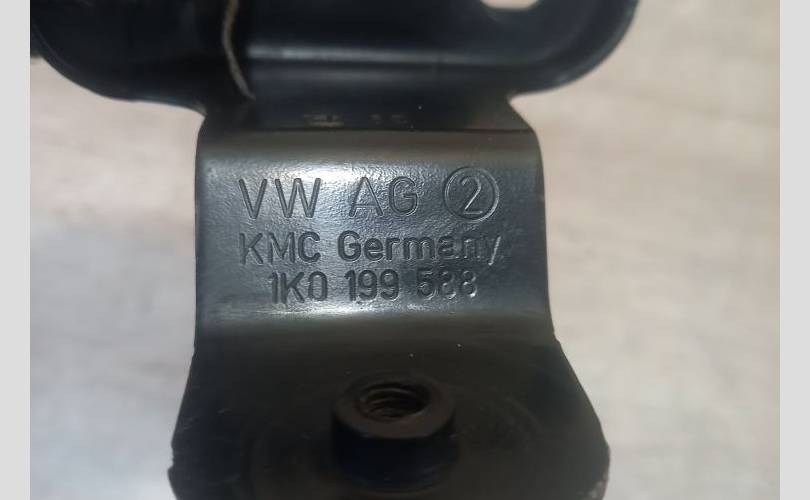 VW AG ②
KMC Germany
1K0 199 588